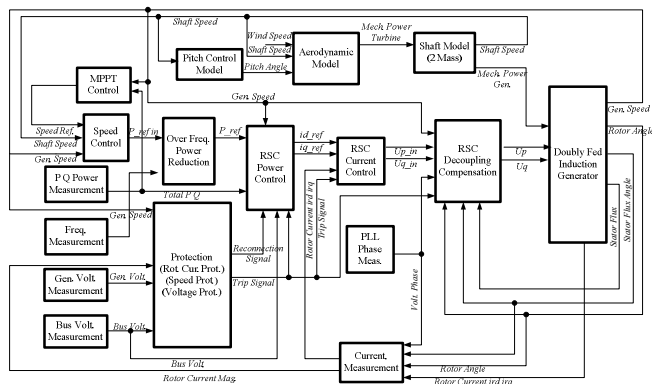 Shaft Speed
Wind Speed
Shaft Speed
Pitch Angle
Pitch Control
Model
Aerodynamic
Model
Mech. Power
Turbine
Shaft Model
(2 Mass)
Shaft Speed
Mech. Power
Gen.
MPPT
Control
Gen. Speed
Gen. Speed
Rotor Angle
Speed Ref.
Shaft Speed
Gen. Speed
Speed
Control
P_ref in
Over Freq.
Power
Reduction
P_ref
RSC
Power
Control
id_ref
iq_ref
RSC
Current
Control
Up_in
Uq_in
RSC
Decoupling
Compensation
Up
Uq
Doubly Fed
Induction
Generator
P Q Power
Measurement
Total P Q
Gen. Speed
Freq.
Measurement
Protection
(Rot. Cur. Prot.)
(Speed Prot.)
(Voltage Prot.)
Reconnection
Signal
Trip Signal
Rotor Current ird irq
Trip Signal
PLL
Phase
Meas.
Volt. Phase
Stator Flux
Stator Flux Angle
Gen. Volt.
Measurement
Gen. Volt.
Bus Volt.
Measurement
Bus Volt.
Bus Volt.
Rotor Current Mag.
Current.
Measurement
Rotor Angle
Rotor Current ird irq